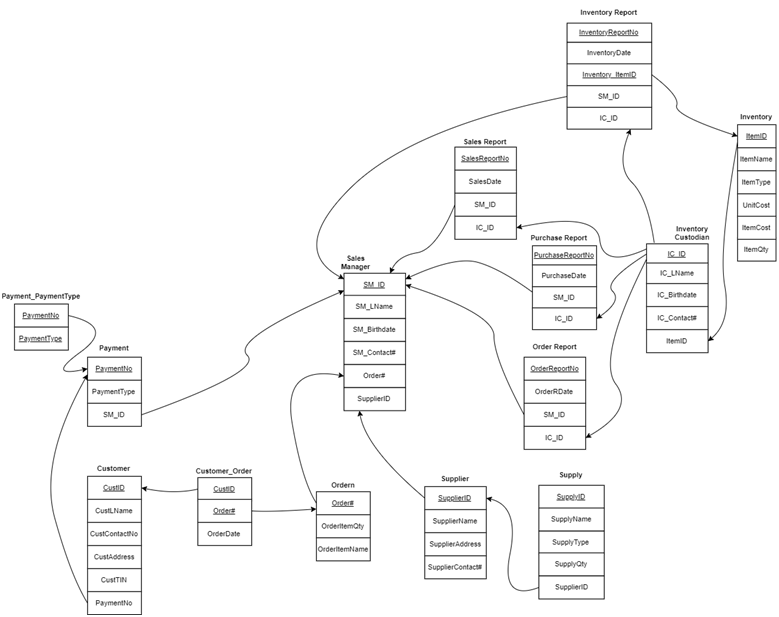 Inventory Report
InventoryReportNo
InventoryDate
Inventory_ItemID
SM_ID
IC_ID
Inventory
ItemID
ItemName
ItemType
UnitCost
ItemCost
ItemQty
Sales Report
SalesReportNo
SalesDate
SM_ID
IC_ID
Inventory
Custodian
IC_ID
IC_LName
IC_Birthdate
IC_Contact#
ItemID
Purchase Report
PurchaseReportNo
PurchaseDate
SM_ID
IC_ID
Sales
Manager
SM_ID
SM_LName
SM_Birthdate
SM_Contact#
Order#
SupplierID
Payment_PaymentType
PaymentNo
PaymentType
Payment
PaymentNo
PaymentType
SM_ID
Order Report
OrderReportNo
OrderRDate
SM_ID
IC_ID
Customer
CustID
CustLName
CustContactNo
CustAddress
CustTIN
PaymentNo
Customer_Order
CustID
Order#
OrderDate
Ordern
Order#
OrderItemQty
OrderItemName
Supplier
SupplierID
SupplierName
SupplierAddress
SupplierContact#
Supply
SupplyID
SupplyName
SupplyType
SupplyQty
SupplierID